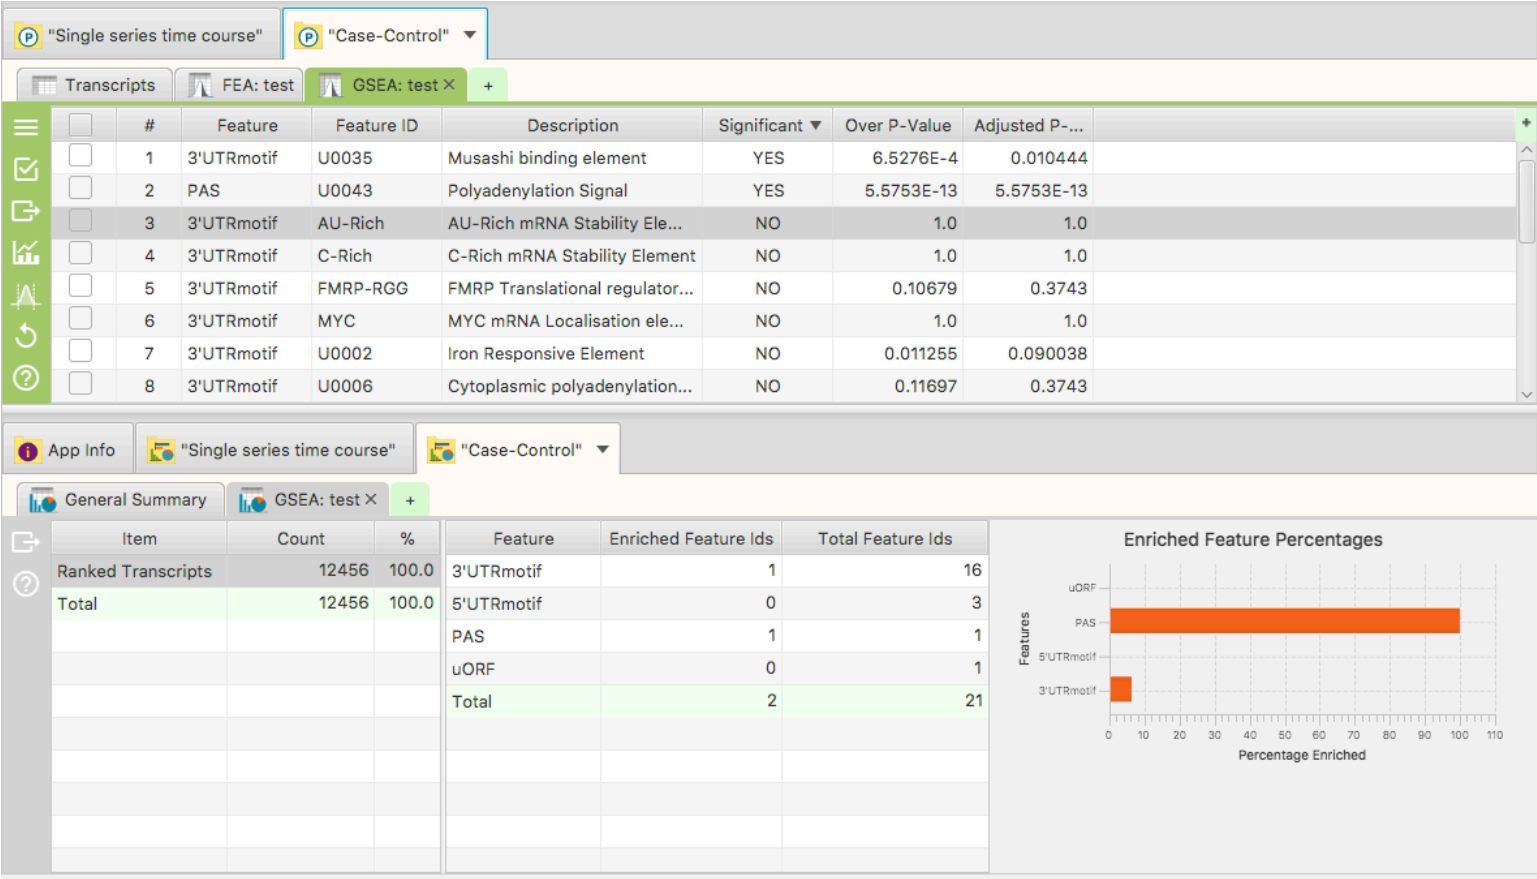 "Single series time course" "Case-Control"
Transcripts FEA: test GSEA: test +
# Feature Feature ID Description Significant Over P-Value Adjusted P-... +
1 3'UTRmotif U0035 Musashi binding element YES 6.5276E-4 0.010444
2 PAS U0043 Polyadenylation Signal YES 5.5753E-13 5.5753E-13
3 3'UTRmotif AU-Rich AU-Rich mRNA Stability Ele... NO 1.0 1.0
4 3'UTRmotif C-Rich C-Rich mRNA Stability Element NO 1.0 1.0
5 3'UTRmotif FMRP-RGG FMRP Translational regulator... NO 0.10679 0.3743
6 3'UTRmotif MYC MYC mRNA Localisation ele... NO 1.0 1.0
7 3'UTRmotif U0002 Iron Responsive Element NO 0.011255 0.090038
8 3'UTRmotif U0006 Cytoplasmic polyadenylation... NO 0.11697 0.3743
App Info "Single series time course" "Case-Control"
General Summary GSEA: test +
Item Count %
Ranked Transcripts 12456 100.0
Total 12456 100.0
Feature Enriched Feature Ids Total Feature Ids
3'UTRmotif 1 16
5'UTRmotif 0 3
PAS 1 1
uORF 0 1
Total 2 21
Enriched Feature Percentages
Features
uORF
PAS
5'UTRmotif
3'UTRmotif
0 10 20 30 40 50 60 70 80 90 100 110
Percentage Enriched